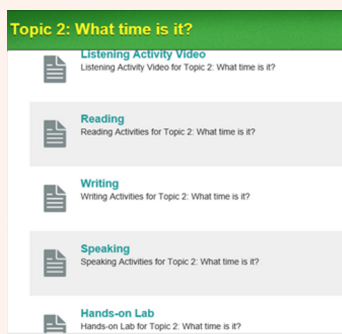 Topic 2: What time is it?
Listening Activity Video
Listening Activity Video for Topic 2: What time is it?
Reading
Reading Activities for Topic 2: What time is it?
Writing
Writing Activities for Topic 2: What time is it?
Speaking
Speaking Activities for Topic 2: What time is it?
Hands-on Lab
Hands-on Lab for Topic 2: What time is it?